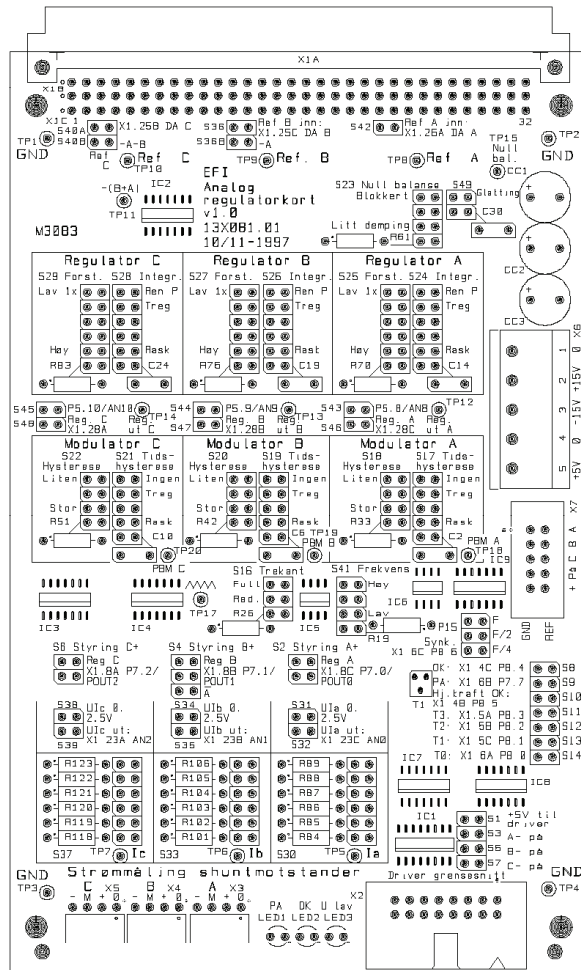 X1A
X1B
X1C 1
32
S40A
S40B
X1.25B DA C
-A-B
S36
S36B
Ref B inn:
X1.25C DA B
-A
S42
Ref A inn:
X1.26A DA A
TP1
GND
Ref C
TP10
Ref C
TP9
Ref. B
TP8
Ref A
TP15
Null bal.
CC1
TP2
GND
-(B+A)
TP11
IC2
M3083
EFI
Analog
regulatorkort
v1.0
13X081.01
10/11-1997
S23 Null balanse
Blokkert
Litt demping
R61
S49
Glatting
C30
CC2
CC3
Regulator C
S29 Forst. S28 Integr.
Lav 1x
Ren P
Treg
Høy
Rask
R83
C24
Regulator B
S27 Forst. S26 Integr.
Lav 1x
Ren P
Treg
Høy
Rask
R76
C19
Regulator A
S25 Forst. S24 Integr.
Lav 1x
Ren P
Treg
Høy
Rask
R70
C14
X6
1 2 3 4 5
+5V 0 -15V +15V 0
S45
S48
P5.10/AN10
TP14
Reg. C
X1.28A
Reg. ut C
S44
S47
P5.9/AN9
TP13
Reg. B
X1.28B
Reg. ut B
S43
S46
P5.8/AN8
TP12
Reg. A
X1.28C
Reg. ut A
Modulator C
S22 Hysterese
S21 Tids-hysterese
Liten
Ingen
Treg
Stor
Rask
R51
C10
TP20
PBM C
Modulator B
S20 Hysterese
S19 Tids-hysterese
Liten
Ingen
Treg
Stor
Rask
R42
C6
TP19
PBM B
Modulator A
S18 Hysterese
S17 Tids-hysterese
Liten
Ingen
Treg
Stor
Rask
R33
C2
PBM A
TP18
X7
+ På C B A
GND
REF
IC3
IC4
TP17
S16 Trekant
Full
Red.
R26
IC5
S41 Frekvens
Høy
Lav
R19
IC6
IC9
P15
Synk.
X1 6C P8 6
F
F/2
F/4
S6 Styring C+
Reg C
X1.8A P7.2/
POUT2
S4 Styring B+
Reg B
X1.8B P7.1/
POUT1
A
S2 Styring A+
Reg A
X1.8C P7.0/
POUT0
T1
OK· X1 4C P8.4
PA· X1 6B P7.7
Hj.kraft OK:
X1 4B P8 5
T3. X1.5A P8.3
T2· X1 5B P8.2
T1· X1 5C P8.1
T0: X1 6A P8 0
S8
S9
S10
S11
S12
S13
S14
S38
UIc 0.
2.5V
UIc ut:
X1 23A AN2
S39
S34
UIb 0.
2.5V
UIb ut:
X1 23B AN1
S35
S31
UIa 0.
2.5V
UIa ut:
X1 23C AN0
S32
R123
R122
R121
R120
R119
R118
S37
TP7
Ic
R106
R105
R104
R103
R102
R101
S33
TP6
Ib
R89
R88
R87
R86
R85
R84
S30
TP5
Ia
IC7
IC8
IC1
S1 +5V til driver
S3 A- på
S5 B- på
S7 C- på
Strømmåling shuntmotstander
Driver grensesnitt
GND
TP3
C X5
- M + 0
B X4
- M + 0
A X3
- M + 0
PA OK U lav
LED1 LED2 LED3
X2
GND
TP4